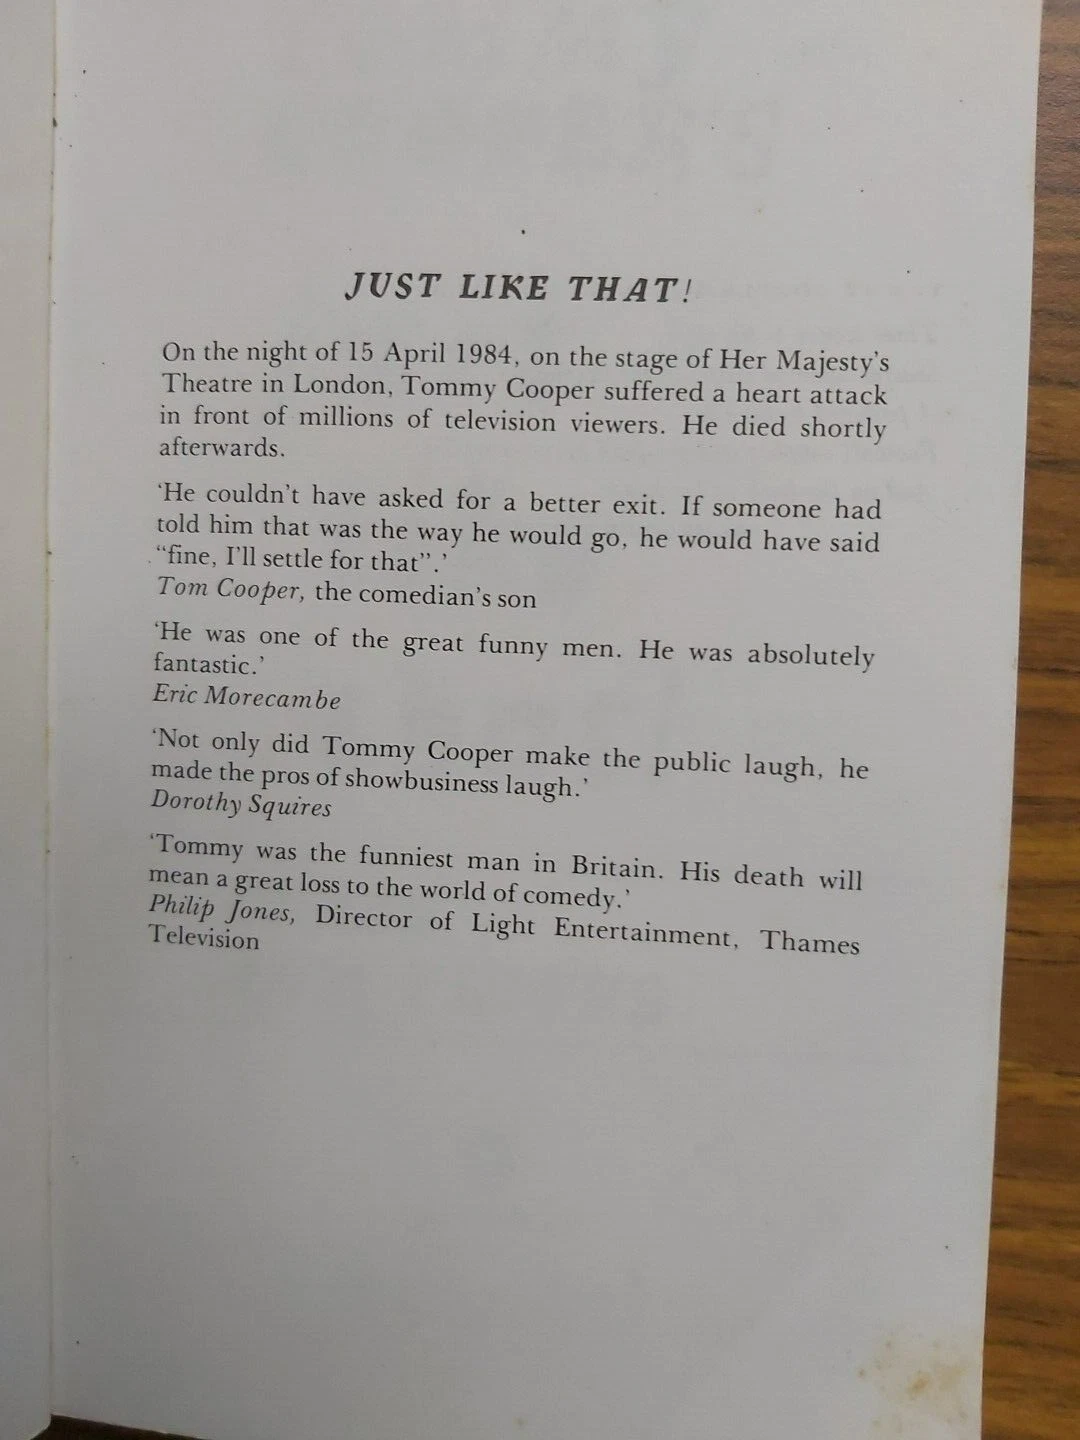 JUST LIKE THAT!
On the night of 15 April 1984, on the stage of Her Majesty's
Theatre in London, Tommy Cooper suffered a heart attack
in front of millions of television viewers. He died shortly
afterwards.
‘He couldn't have asked for a better exit. If someone had
told him that was the way he would go, he would have said
“fine, I'll settle for that”.’
Tom Cooper, the comedian's son
‘He was one of the great funny men. He was absolutely
fantastic.’
Eric Morecambe
‘Not only did Tommy Cooper make the public laugh, he
made the pros of showbusiness laugh.’
Dorothy Squires
‘Tommy was the funniest man in Britain. His death will
mean a great loss to the world of comedy.’
Philip Jones, Director of Light Entertainment, Thames
Television